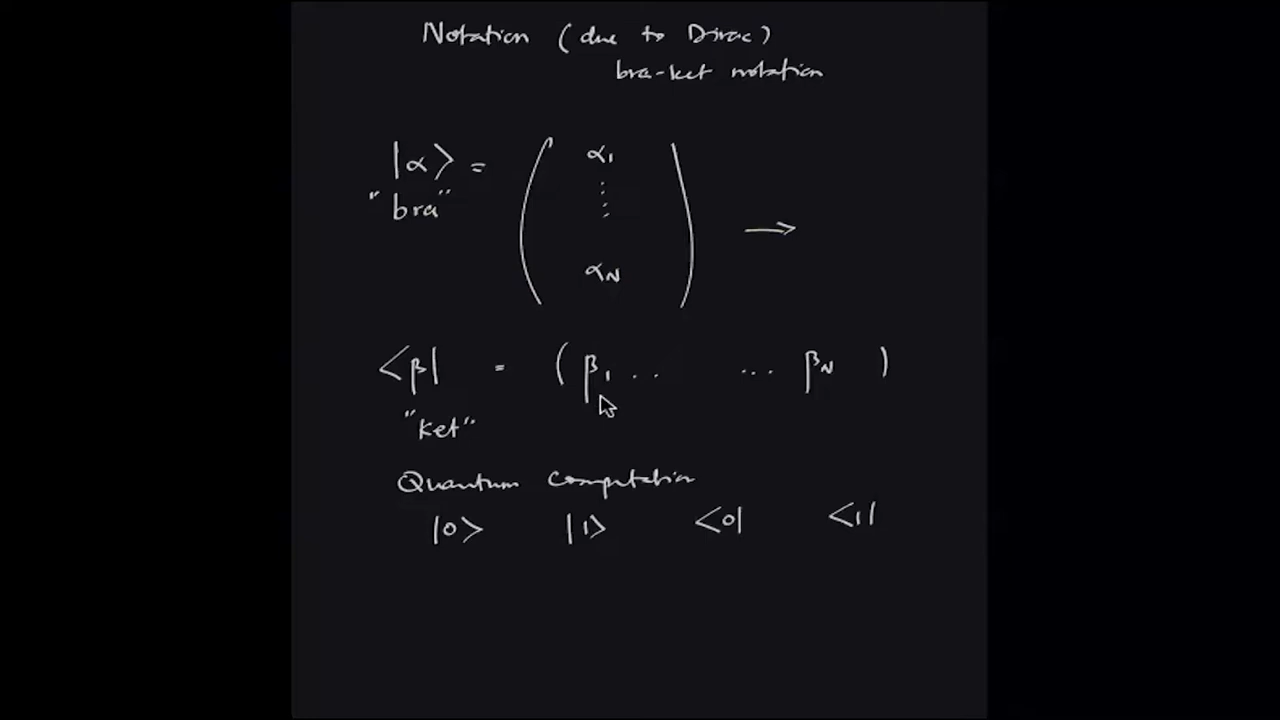 Notation (due to Dirac)
bra-ket notation
|α⟩ = ( α₁ ⋮ α_N ) →
"bra"
<β| = ( β₁ .. ... β_N )
"ket"
Quantum Computation
|0> |1> <0| <1|